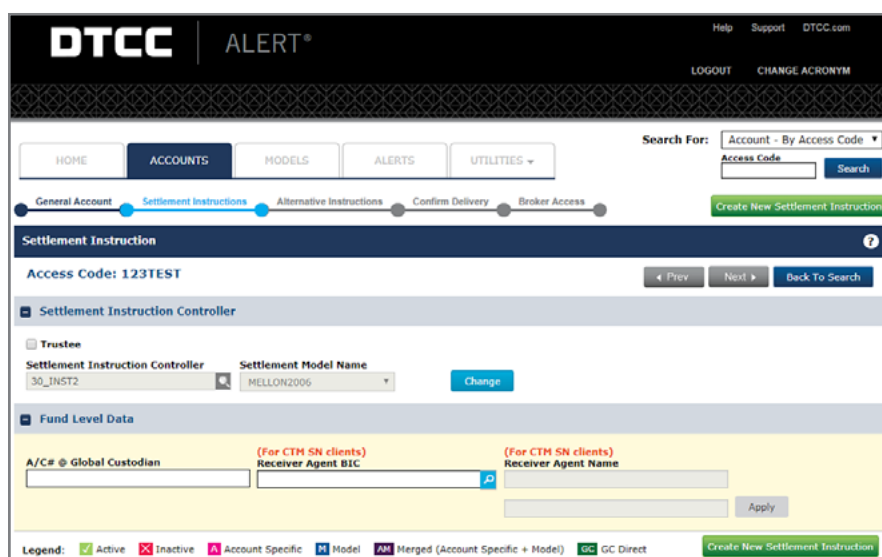 Help Support DTCC.com
DTCC ALERT®
LOGOUT CHANGE ACRONYM
HOME ACCOUNTS MODELS ALERTS UTILITIES
Search For: Account - By Access Code
Access Code
Search
General Account Settlement Instructions Alternative Instructions Confirm Delivery Broker Access
Create New Settlement Instruction
Settlement Instruction ?
Access Code: 123TEST Prev Next Back To Search
Settlement Instruction Controller
Trustee
Settlement Instruction Controller Settlement Model Name
30_INST2 MELLON2006 Change
Fund Level Data
(For CTM SN clients) (For CTM SN clients)
A/C# @ Global Custodian Receiver Agent BIC Receiver Agent Name
Apply
Legend: Active Inactive A Account Specific M Model AM Merged (Account Specific + Model) GC GC Direct Create New Settlement Instruction